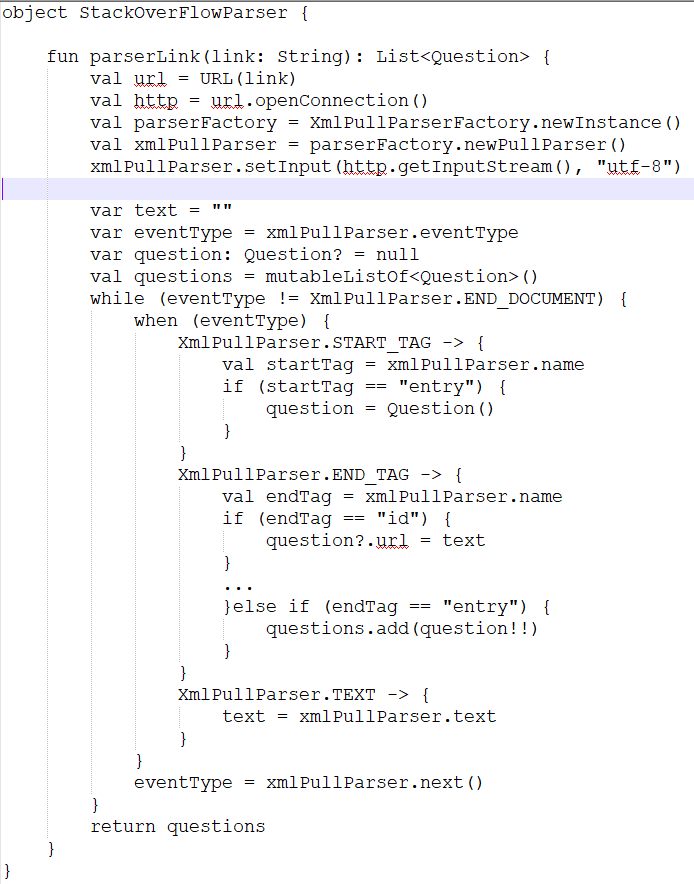 object StackOverFlowParser {
fun parserLink(link: String): List<Question> {
val url = URL(link)
val http = url.openConnection()
val parserFactory = XmlPullParserFactory.newInstance()
val xmlPullParser = parserFactory.newPullParser()
xmlPullParser.setInput(http.getInputStream(), "utf-8")
var text = ""
var eventType = xmlPullParser.eventType
var question: Question? = null
val questions = mutableListOf<Question>()
while (eventType != XmlPullParser.END_DOCUMENT) {
when (eventType) {
XmlPullParser.START_TAG -> {
val startTag = xmlPullParser.name
if (startTag == "entry") {
question = Question()
}
}
XmlPullParser.END_TAG -> {
val endTag = xmlPullParser.name
if (endTag == "id") {
question?.url = text
}
...
}else if (endTag == "entry") {
questions.add(question!!)
}
}
XmlPullParser.TEXT -> {
text = xmlPullParser.text
}
}
eventType = xmlPullParser.next()
}
return questions
}
}